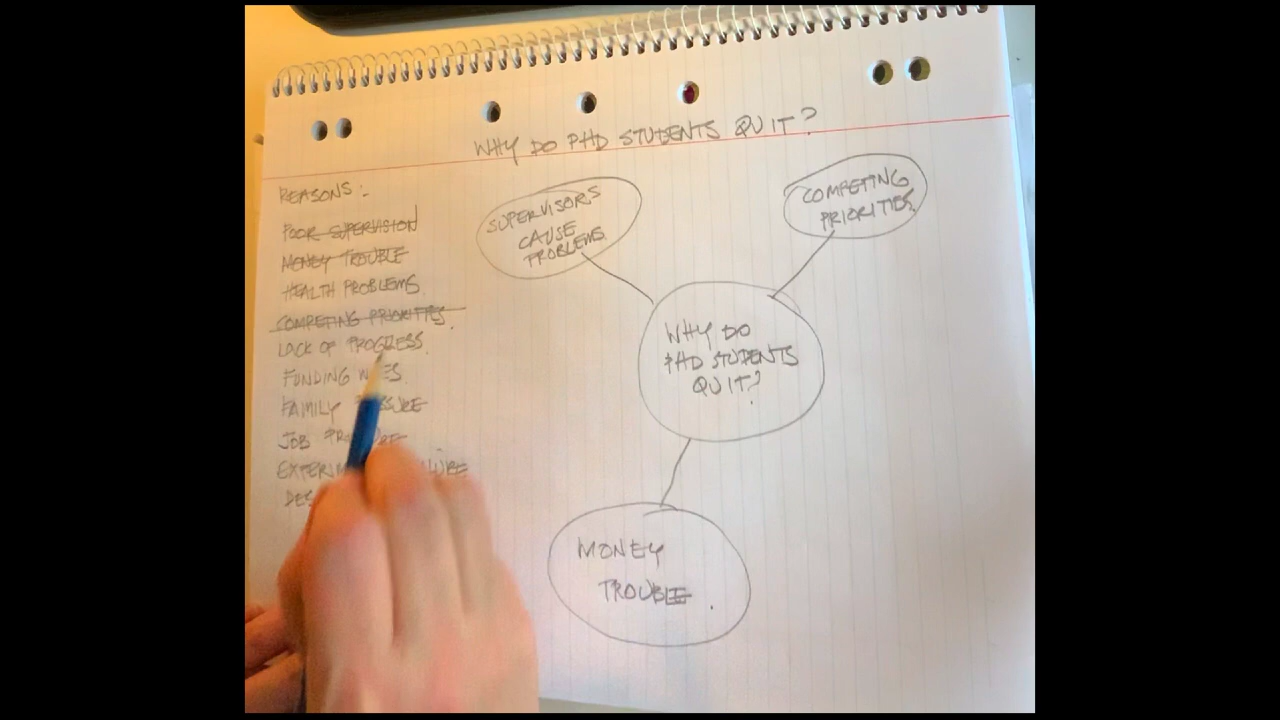 WHY DO PHD STUDENTS QUIT?
REASONS:
POOR SUPERVISION
MONEY TROUBLE
HEALTH PROBLEMS.
COMPETING PRIORITIES.
LACK OF PROGRESS.
FUNDING
FAMILY
JOB
SUPERVISORS
CAUSE
PROBLEMS.
COMPETING
PRIORITIES.
WHY DO
PHD STUDENTS
QUIT?
MONEY
TROUBLE.